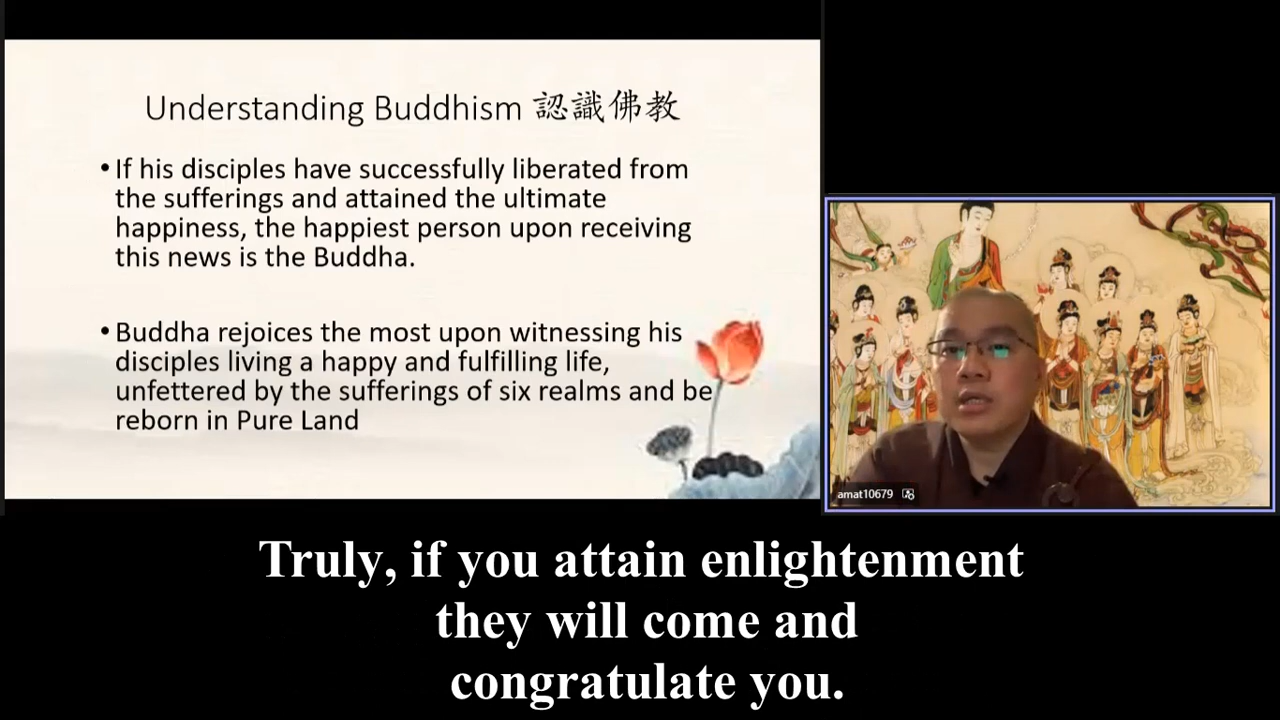 Understanding Buddhism 認識佛教
•If his disciples have successfully liberated from
the sufferings and attained the ultimate
happiness, the happiest person upon receiving
this news is the Buddha.
•Buddha rejoices the most upon witnessing his
disciples living a happy and fulfilling life,
unfettered by the sufferings of six realms and be
reborn in Pure Land
amat10679
Truly, if you attain enlightenment
they will come and
congratulate you.